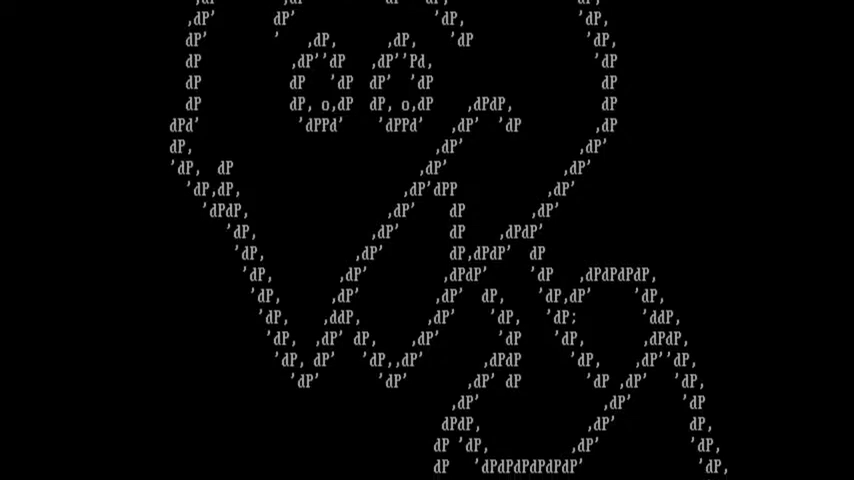 ,dP' dP' 'dP, 'dP,
dP' ' ,dP, ,dP, 'dP 'dP,
dP ,dP''dP ,dP''Pd, 'dP
dP dP 'dP dP' 'dP dP
dP dP, o,dP dP, o,dP ,dPdP, dP
dPd' 'dPPd' 'dPPd' ,dP' 'dP ,dP
dP, ,dP' ,dP'
'dP, dP ,dP' ,dP'
'dP,dP, ,dP'dPP ,dP'
'dPdP, ,dP' dP ,dP'
'dP, ,dP' dP ,dPdP'
'dP, ,dP' dP,dPdP' dP
'dP, ,dP' ,dPdP' 'dP ,dPdPdPdP,
'dP, ,dP' ,dP' dP, 'dP,dP' 'dP,
'dP, ,ddP, ,dP' 'dP, 'dP: 'ddP,
'dP, ,dP' dP, ,dP' 'dP 'dP, ,dPdP,
'dP, dP' 'dP,,dP' ,dPdP 'dP, ,dP''dP,
'dP' 'dP' ,dP' dP 'dP ,dP' 'dP,
,dP' ,dP' 'dP
dPdP, ,dP' dP,
dP 'dP, ,dP' 'dP,
dP 'dPdPdPdPdPdP' 'dP,